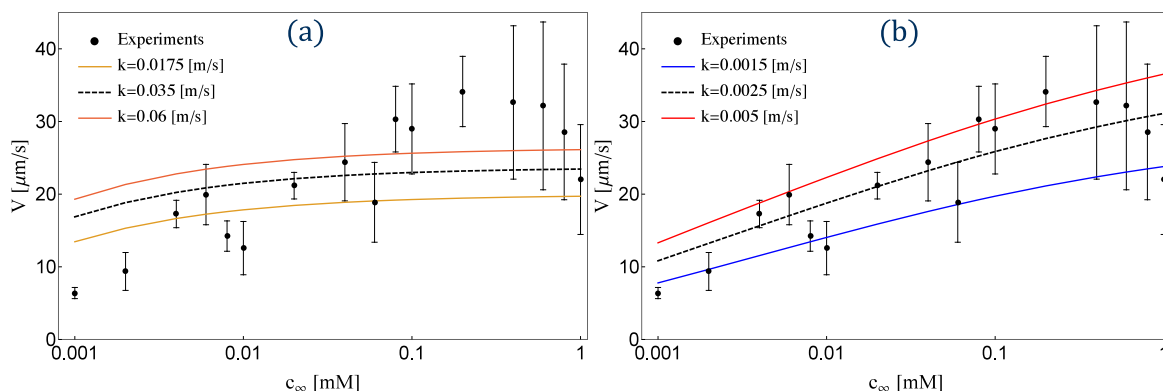 (a)
Experiments
k=0.0175 [m/s]
k=0.035 [m/s]
k=0.06 [m/s]
V [μm/s]
40
30
20
10
0
0.001
0.01
0.1
1
c∞ [mM]
(b)
Experiments
k=0.0015 [m/s]
k=0.0025 [m/s]
k=0.005 [m/s]
V [μm/s]
40
30
20
10
0
0.001
0.01
0.1
1
c∞ [mM]